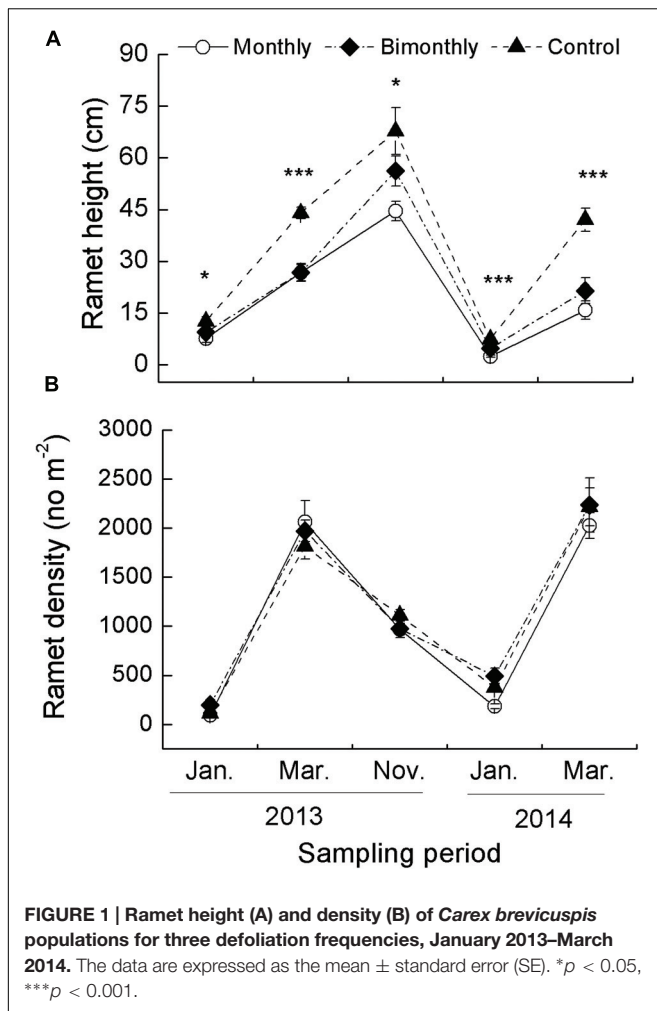 A
Monthly Bimonthly Control
Ramet height (cm)
90
75
60
45
30
15
0
* *** * *** ***
B
Ramet density (no m⁻²)
3000
2500
2000
1500
1000
500
0
Jan. Mar. Nov. Jan. Mar.
2013 2014
Sampling period
FIGURE 1 | Ramet height (A) and density (B) of Carex brevicuspis
populations for three defoliation frequencies, January 2013–March
2014. The data are expressed as the mean ± standard error (SE). *p < 0.05,
***p < 0.001.